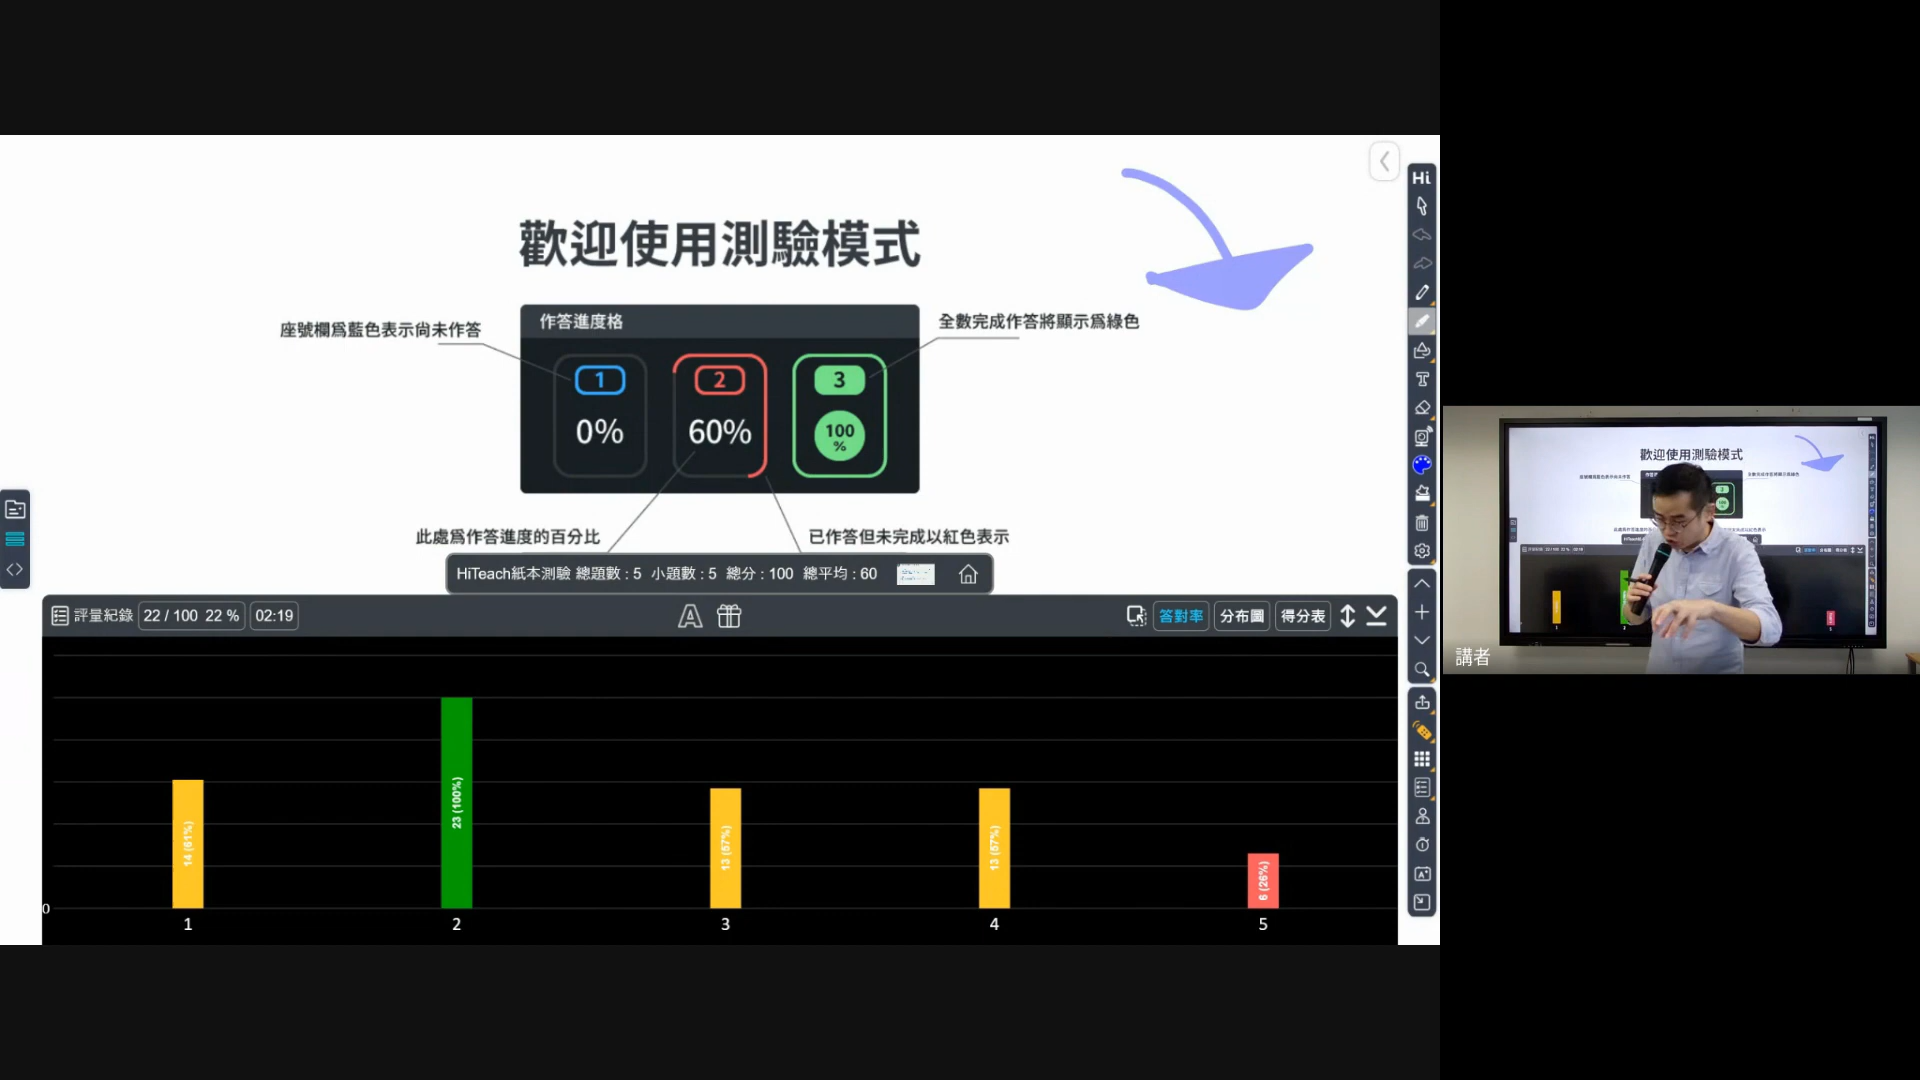 Hi
歡迎使用測驗模式
座號欄爲藍色表示尚未作答
作答進度格
全數完成作答將顯示爲綠色
1
2
3
0%
60%
100
%
此處爲作答進度的百分比
已作答但未完成以紅色表示
HiTeach紙本測驗 總題數 : 5 小題數 : 5 總分 : 100 總平均 : 60
評量紀錄 22 / 100 22 % 02:19
答對率 分布圖 得分表
14 (61%)
23 (100%)
13 (57%)
13 (57%)
6 (26%)
0
1 2 3 4 5
歡迎使用測驗模式
講者